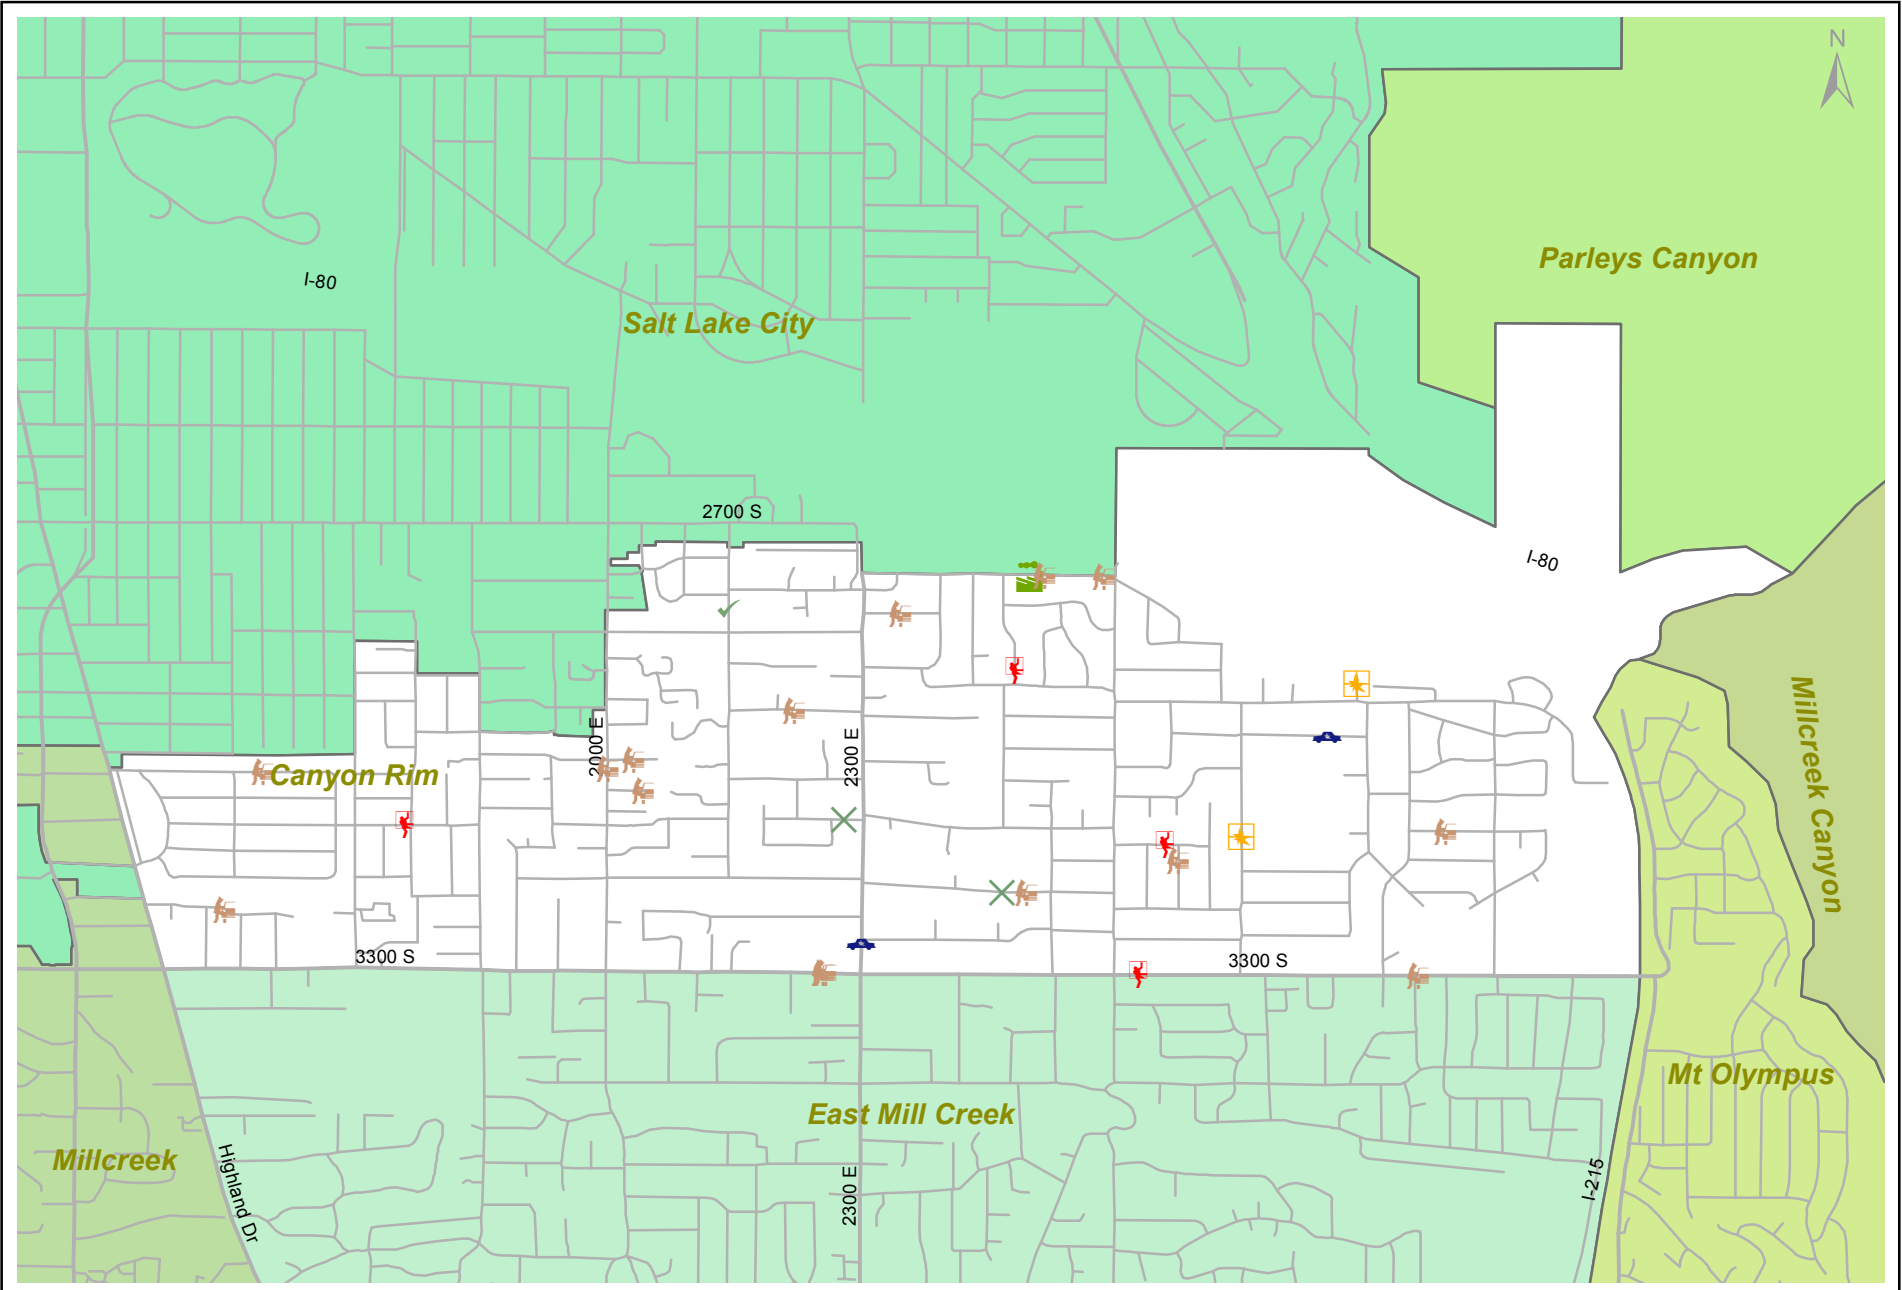 N
Parleys Canyon
I-80
Salt Lake City
2700 S
I-80
Canyon Rim
2000 E
2300 E
Millcreek Canyon
3300 S
3300 S
Mt Olympus
East Mill Creek
Millcreek
Highland Dr
2300 E
I-215